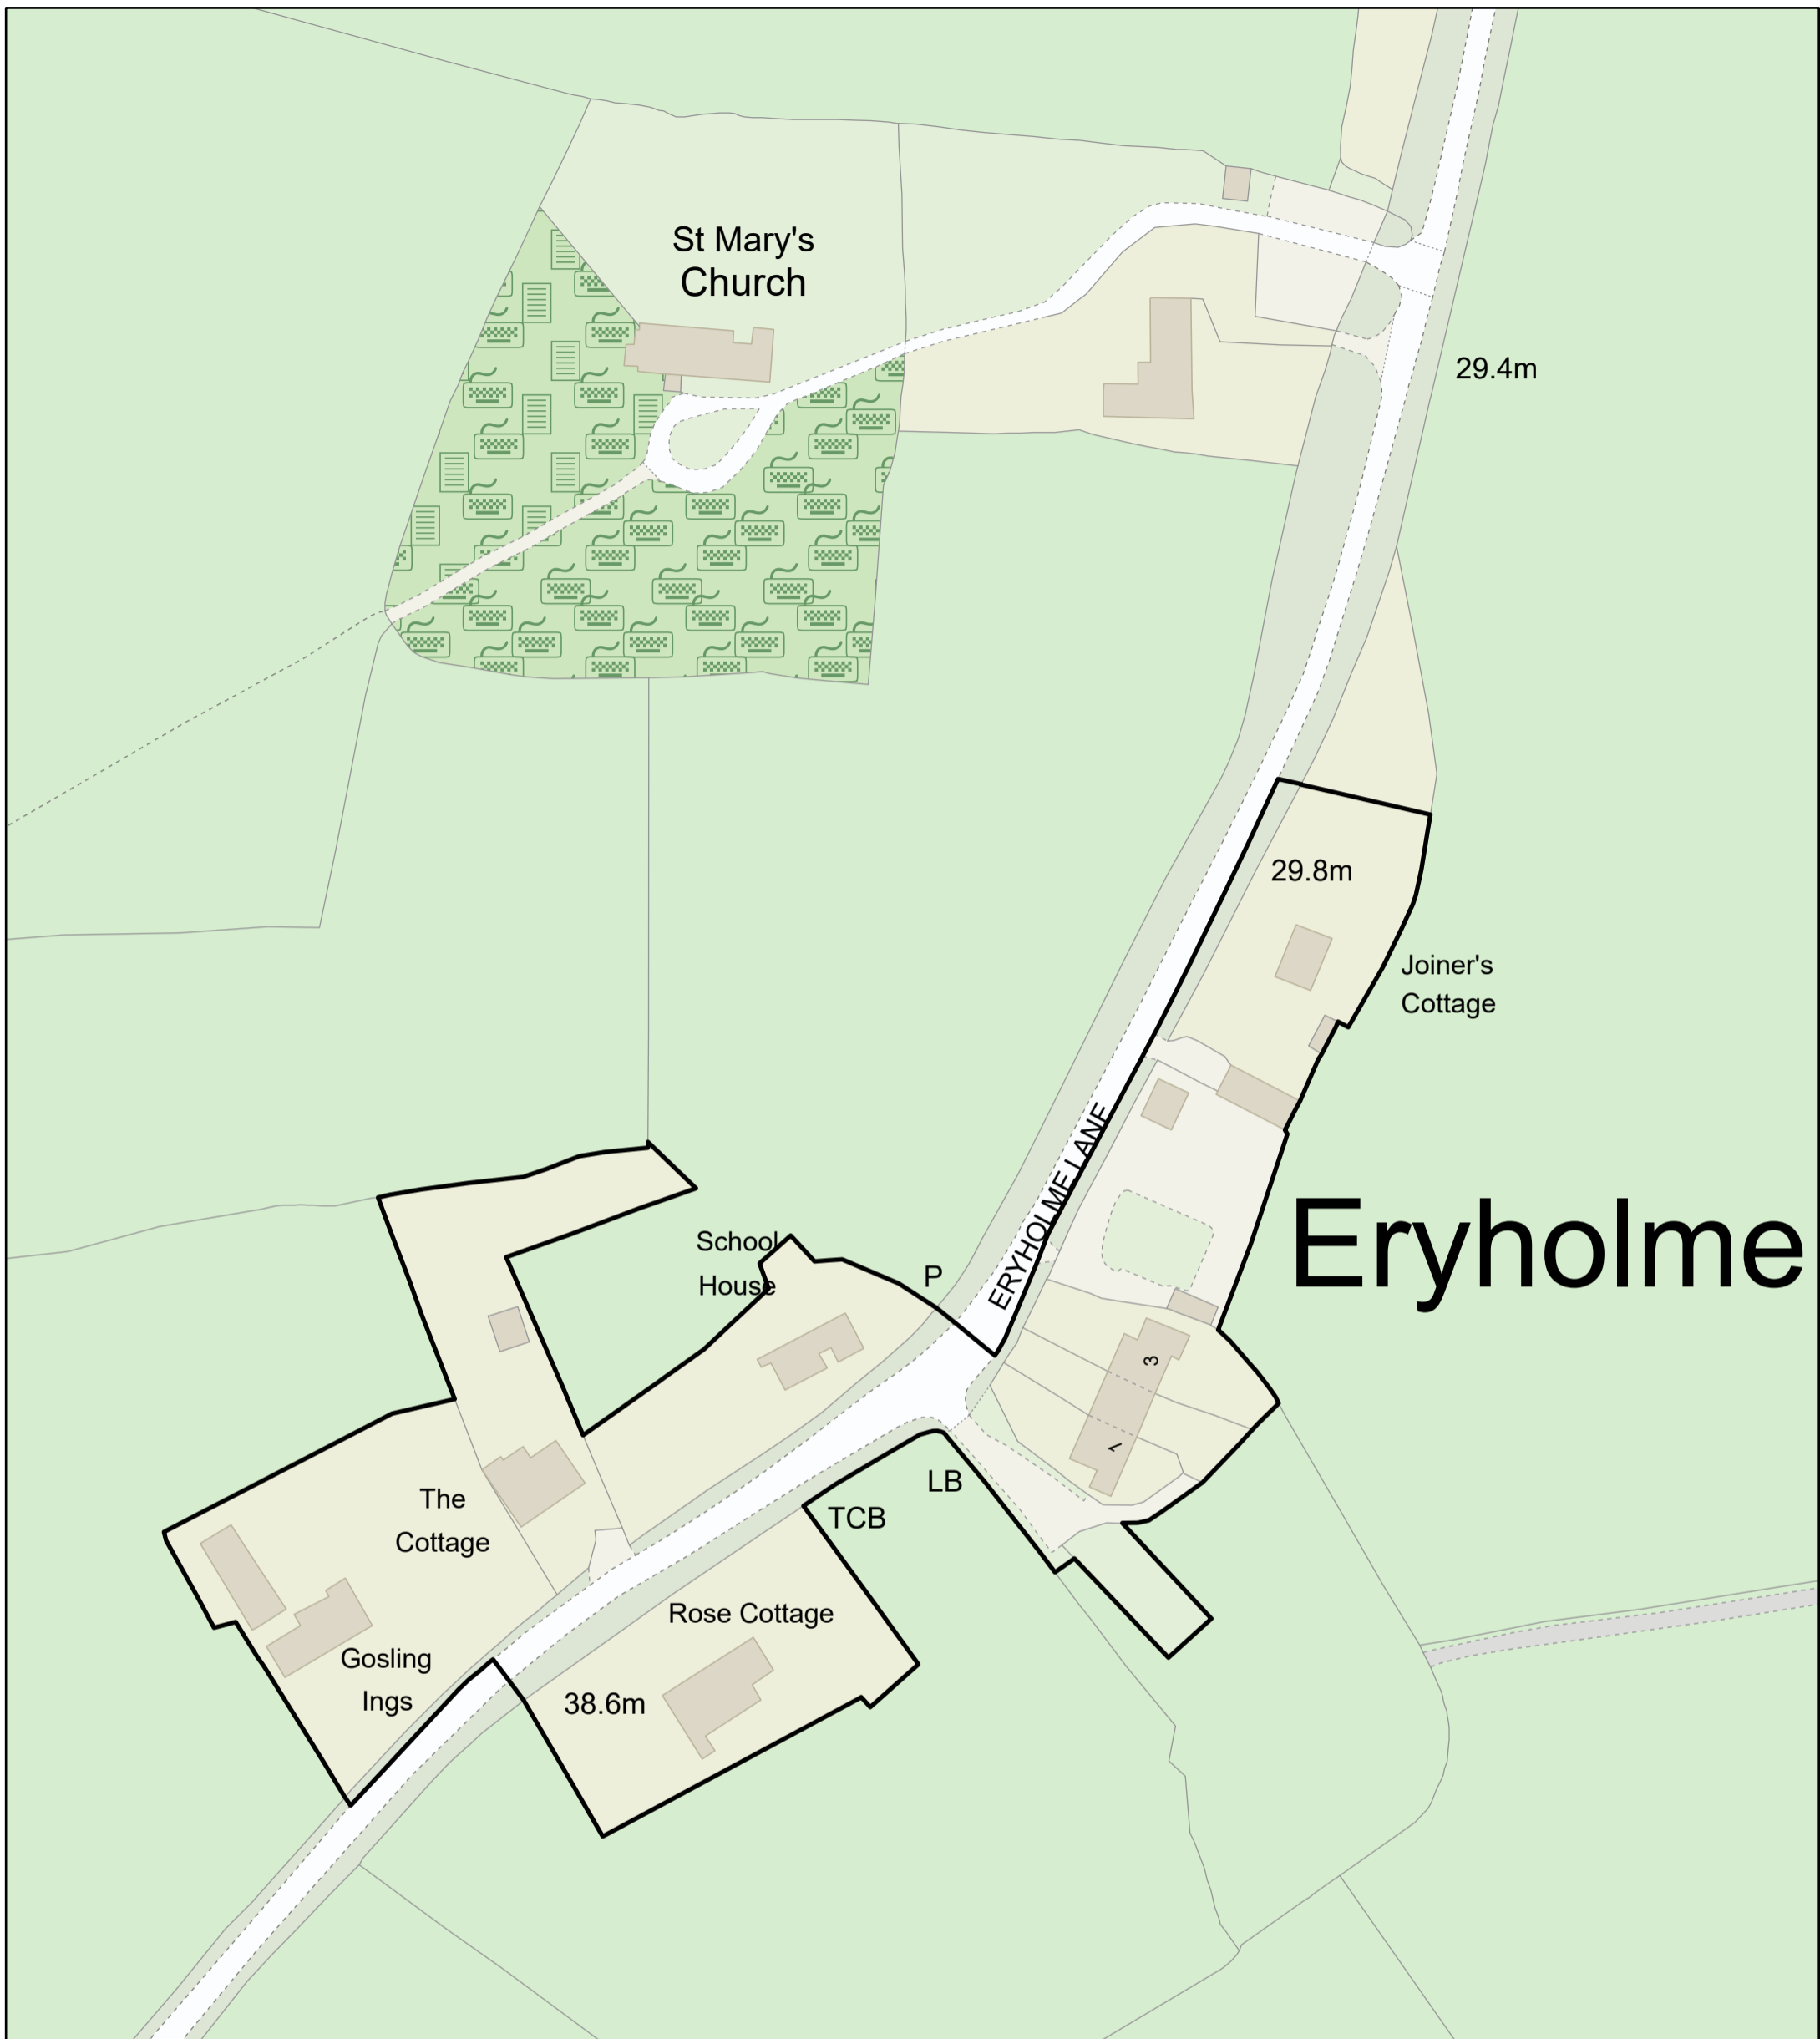 St Mary's
Church
29.4m
29.8m
Joiner's
Cottage
ERYHOLME LANE
Eryholme
School
House
P
3
1
LB
TCB
The
Cottage
Rose Cottage
Gosling
Ings
38.6m